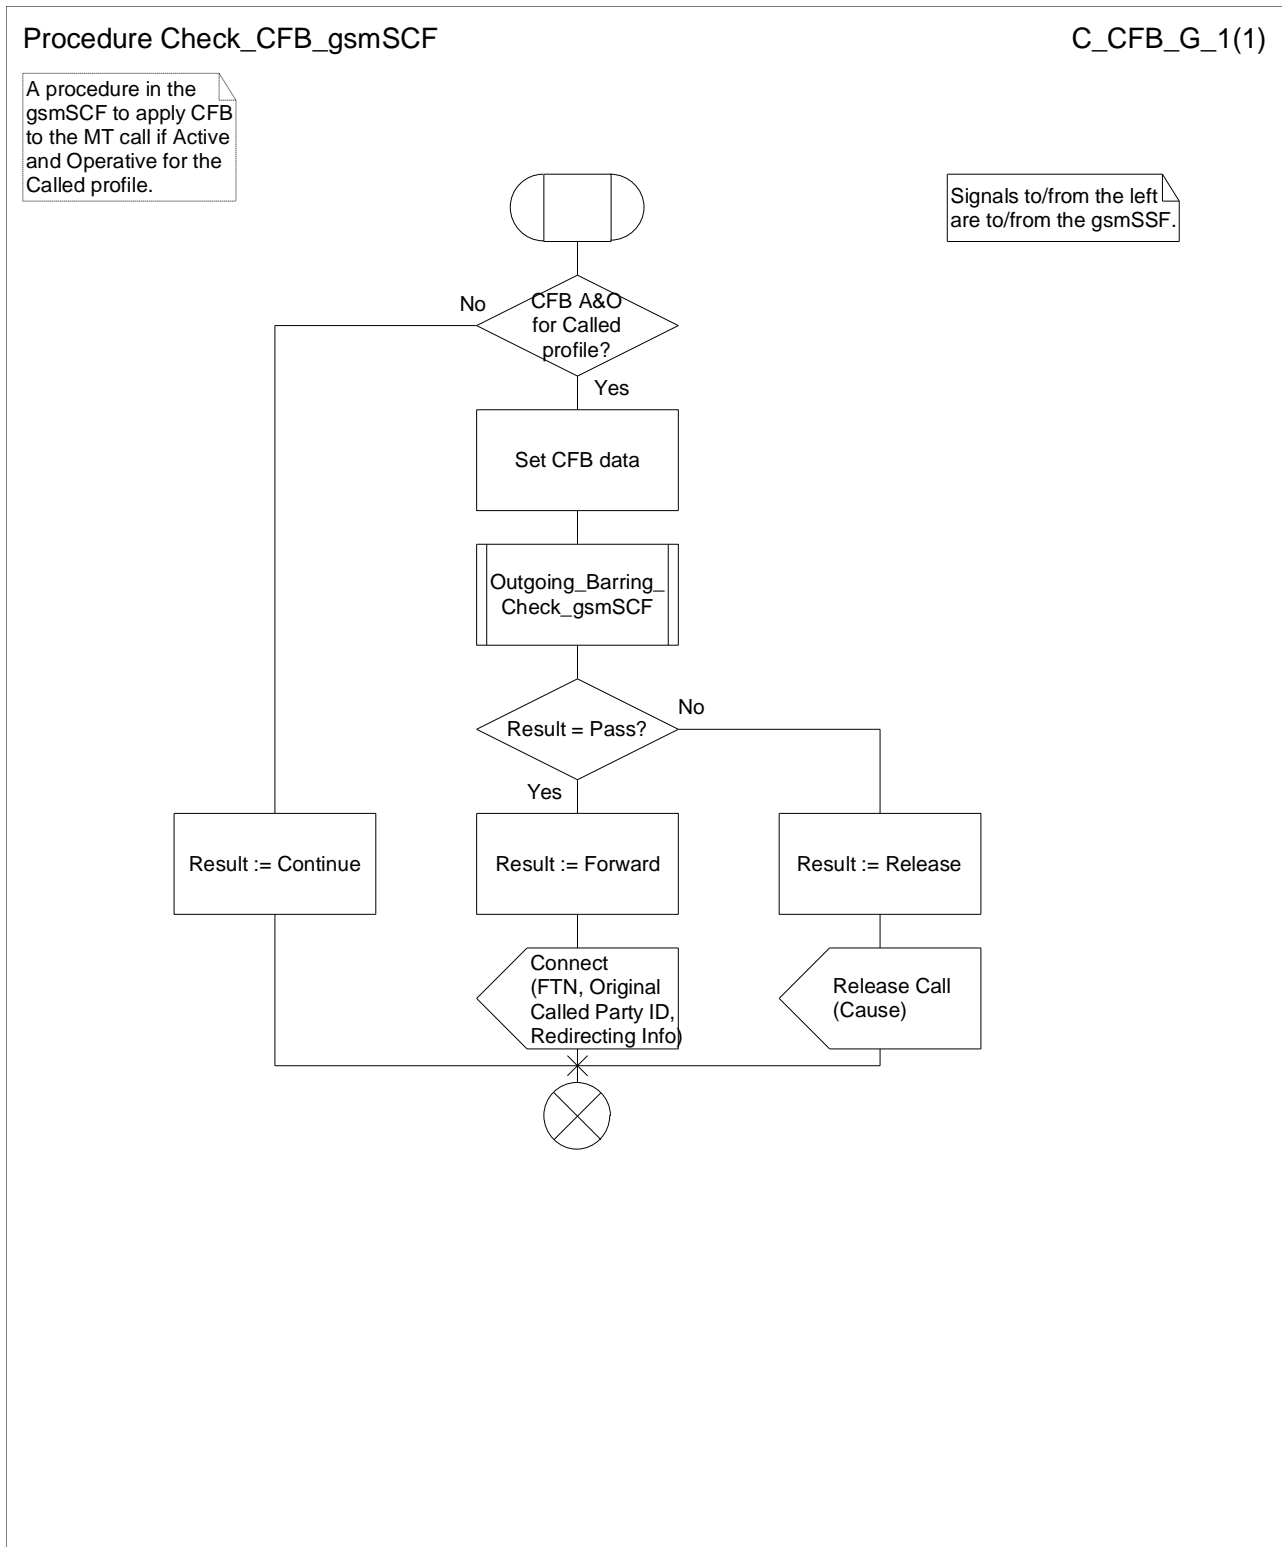 Procedure Check_CFB_gsmSCF
C_CFB_G_1(1)
A procedure in the
gsmSCF to apply CFB
to the MT call if Active
and Operative for the
Called profile.
Signals to/from the left
are to/from the gsmSSF.
No
CFB A&O
for Called
profile?
Yes
Set CFB data
Outgoing_Barring_
Check_gsmSCF
No
Result = Pass?
Yes
Result := Continue
Result := Forward
Result := Release
Connect
(FTN, Original
Called Party ID,
Redirecting Info)
Release Call
(Cause)